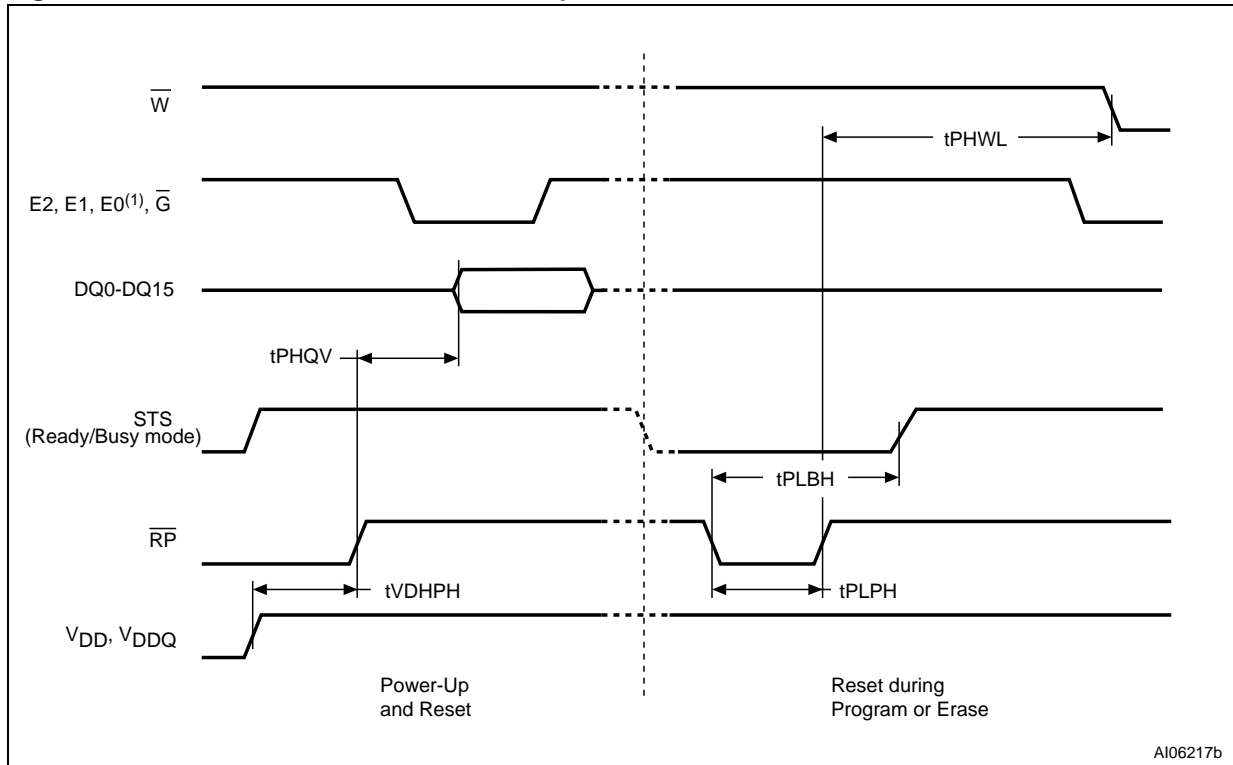 W̅
tPHWL
E2, E1, E0(1), G̅
DQ0-DQ15
tPHQV
STS
(Ready/Busy mode)
tPLBH
R̅P̅
tVDHPH
tPLPH
VDD, VDDQ
Power-Up
and Reset
Reset during
Program or Erase
AI06217b